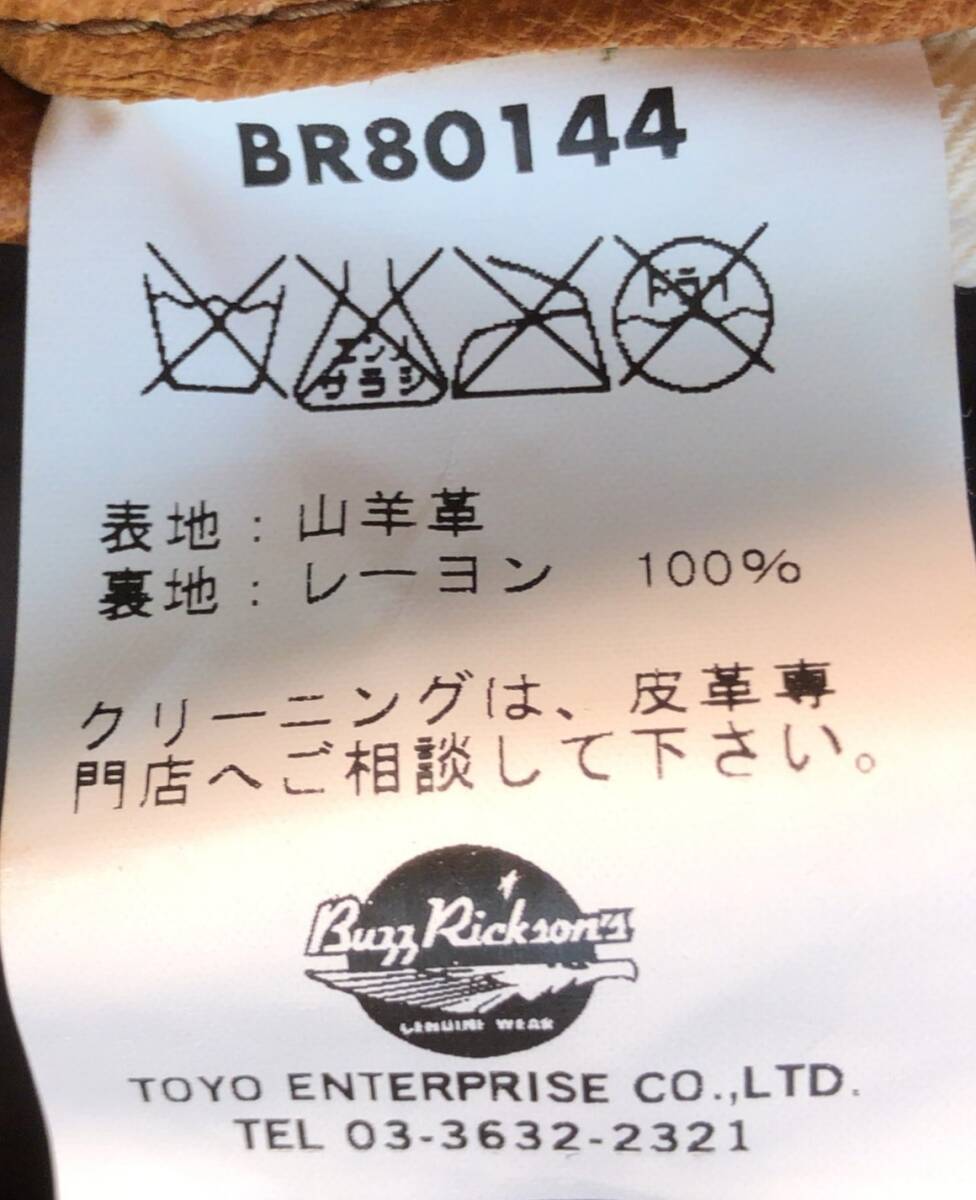 BR80144
エンソ ドライ
サラシ
表地：山羊革
裏地：レーヨン 100%
クリーニングは、皮革専
門店へご相談して下さい。
Buzz Rickson's
GENUINE WEAR
TOYO ENTERPRISE CO.,LTD.
TEL 03-3632-2321